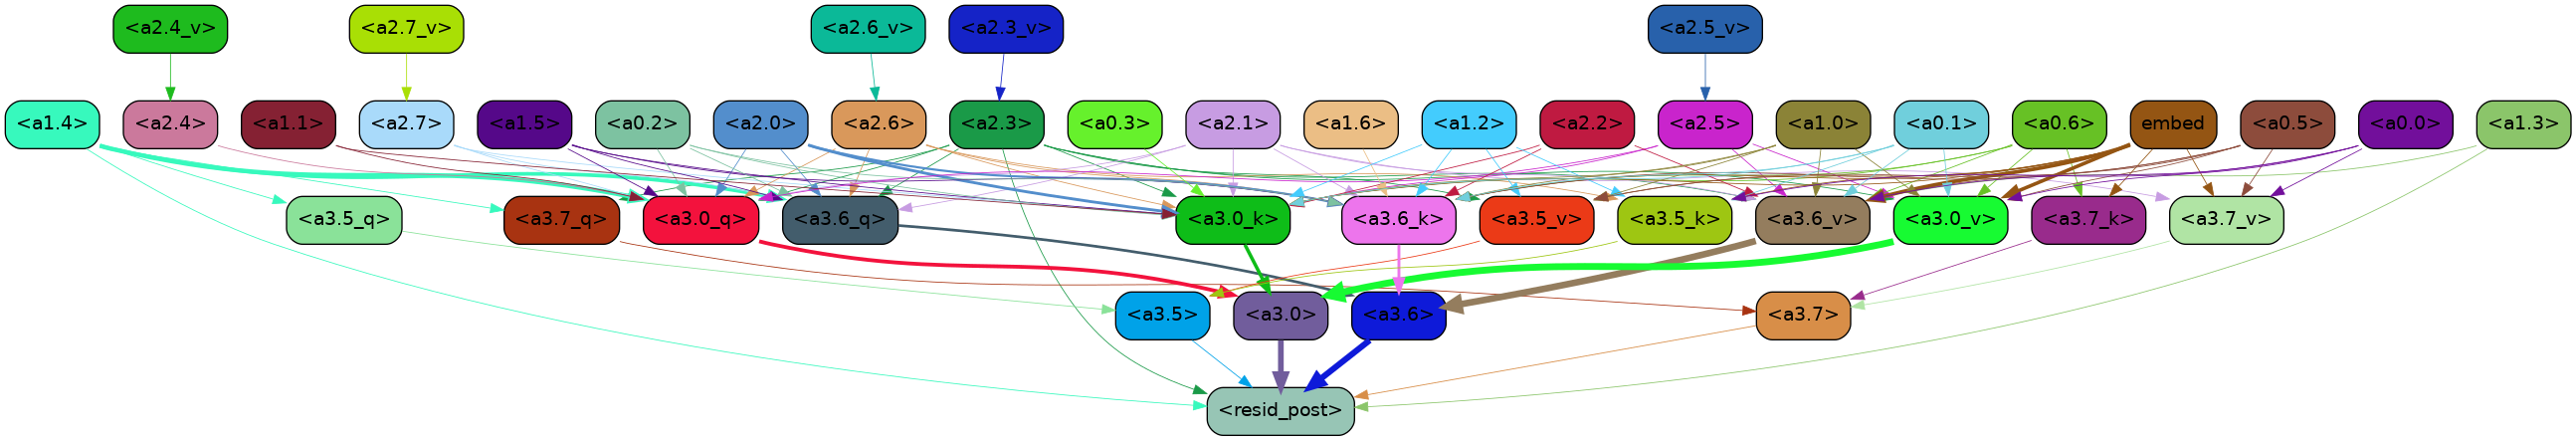 <a2.4_v>
<a2.7_v>
<a2.6_v>
<a2.3_v>
<a2.5_v>
<a1.4>
<a2.4>
<a1.1>
<a2.7>
<a1.5>
<a0.2>
<a2.0>
<a2.6>
<a2.3>
<a0.3>
<a2.1>
<a1.6>
<a1.2>
<a2.2>
<a2.5>
<a1.0>
<a0.1>
<a0.6>
embed
<a0.5>
<a0.0>
<a1.3>
<a3.5_q>
<a3.7_q>
<a3.0_q>
<a3.6_q>
<a3.0_k>
<a3.6_k>
<a3.5_v>
<a3.5_k>
<a3.6_v>
<a3.0_v>
<a3.7_k>
<a3.7_v>
<a3.5>
<a3.0>
<a3.6>
<a3.7>
<resid_post>